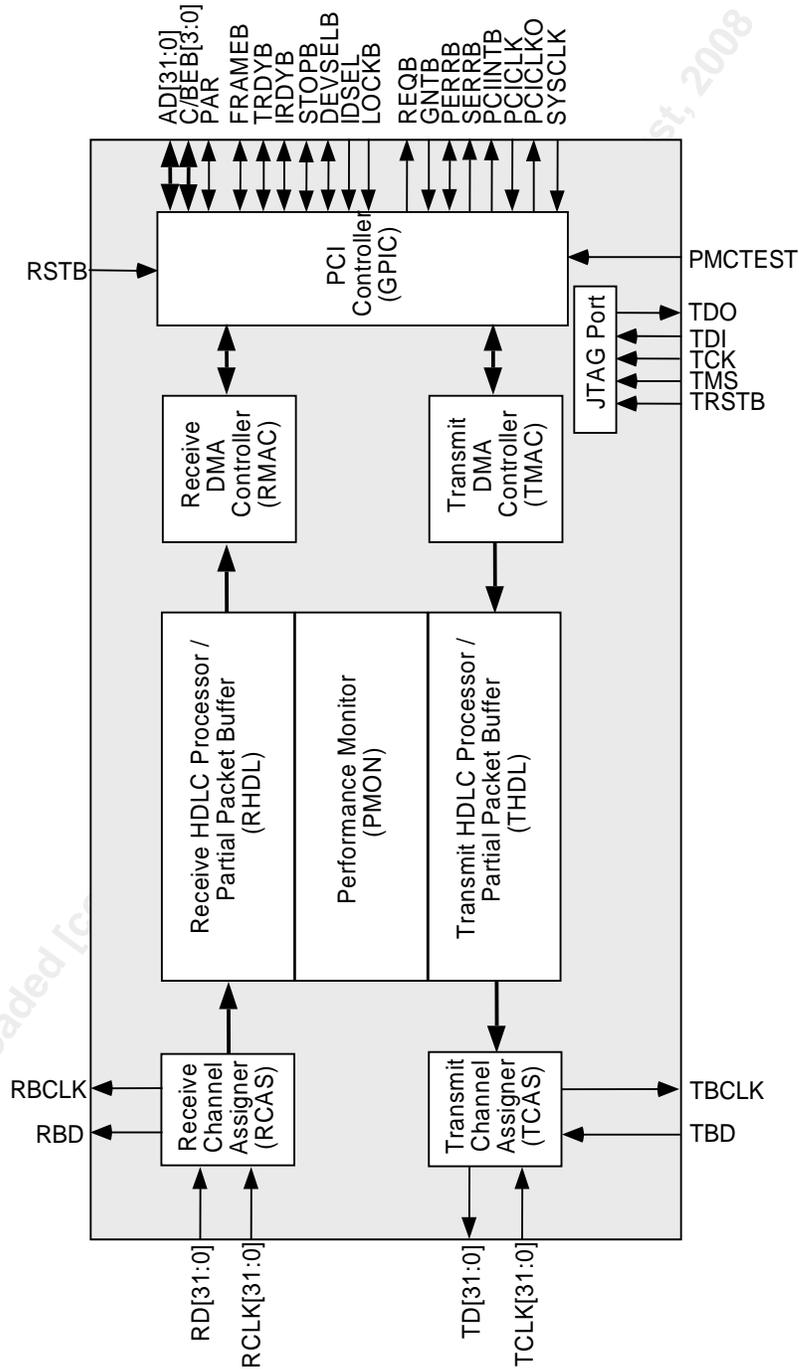 AD[31:0]
C/BEB[3:0]
PAR
FRAMEB
TRDYB
IRDYB
STOPB
DEVSELB
IDSEL
LOCKB
REQB
GNTB
PERRB
SERRB
PCIINTB
PCICLK
PCICLKO
SYSCLK
st, 2008
RSTB
PCI
Controller
(GPIC)
PMCTEST
JTAG Port
TDO
TDI
TCK
TMS
TRSTB
Receive
DMA
Controller
(RMAC)
Transmit
DMA
Controller
(TMAC)
Receive HDLC Processor /
Partial Packet Buffer
(RHDL)
Performance Monitor
(PMON)
Transmit HDLC Processor /
Partial Packet Buffer
(THDL)
aded [co
RBCLK
RBD
Receive
Channel
Assigner
(RCAS)
Transmit
Channel
Assigner
(TCAS)
TBCLK
TBD
RD[31:0]
RCLK[31:0]
TD[31:0]
TCLK[31:0]